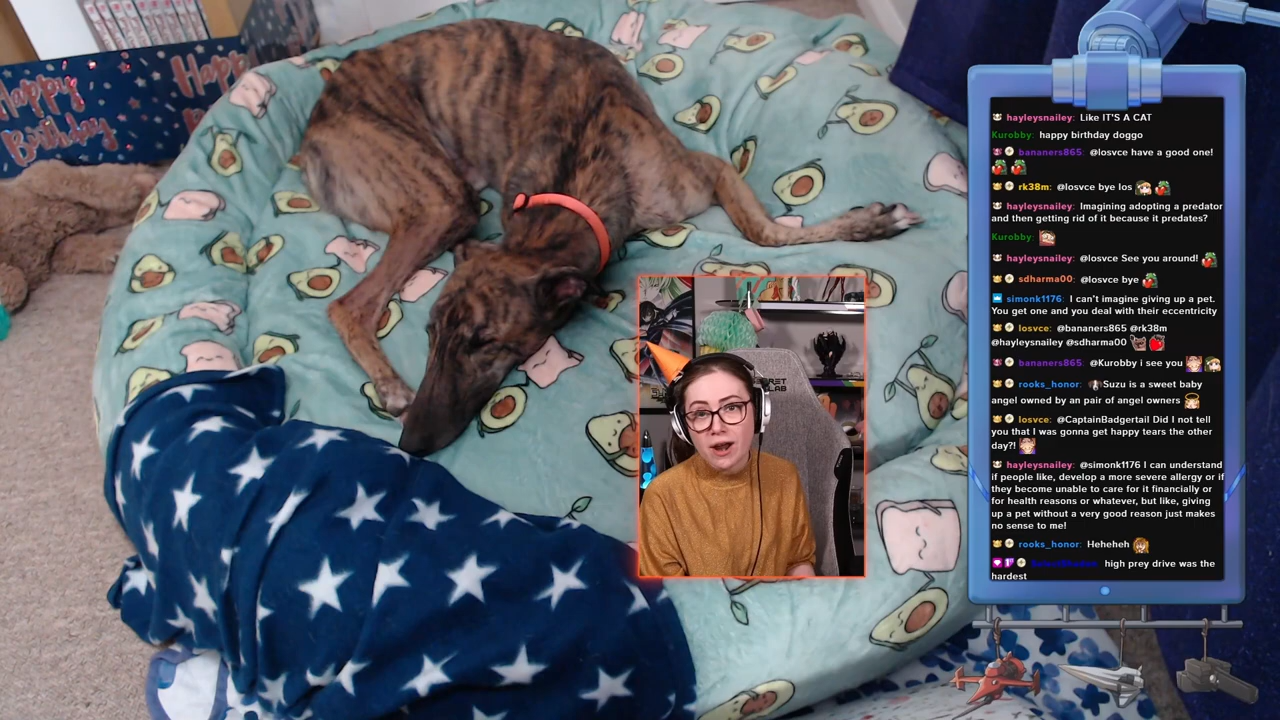 Happy
Birthday
Happy
SECRET
LAB
hayleysnailey: Like IT'S A CAT
Kurobby: happy birthday doggo
bananers865: @losvce have a good one!
rk38m: @losvce bye los
hayleysnailey: Imagining adopting a predator
and then getting rid of it because it predates?
Kurobby:
hayleysnailey: @losvce See you around!
sdharma00: @losvce bye
simonk1176: I can't imagine giving up a pet.
You get one and you deal with their eccentricity
losvce: @bananers865 @rk38m
@hayleysnailey @sdharma00
bananers865: @Kurobby i see you
rooks_honor: Suzu is a sweet baby
angel owned by an pair of angel owners
losvce: @CaptainBadgertail Did I not tell
you that I was gonna get happy tears the other
day?!
hayleysnailey: @simonk1176 I can understand
if people like, develop a more severe allergy or if
they become unable to care for it financially or
for health reasons or whatever, but like, giving
up a pet without a very good reason just makes
no sense to me!
rooks_honor: Heheheh
high prey drive was the
hardest